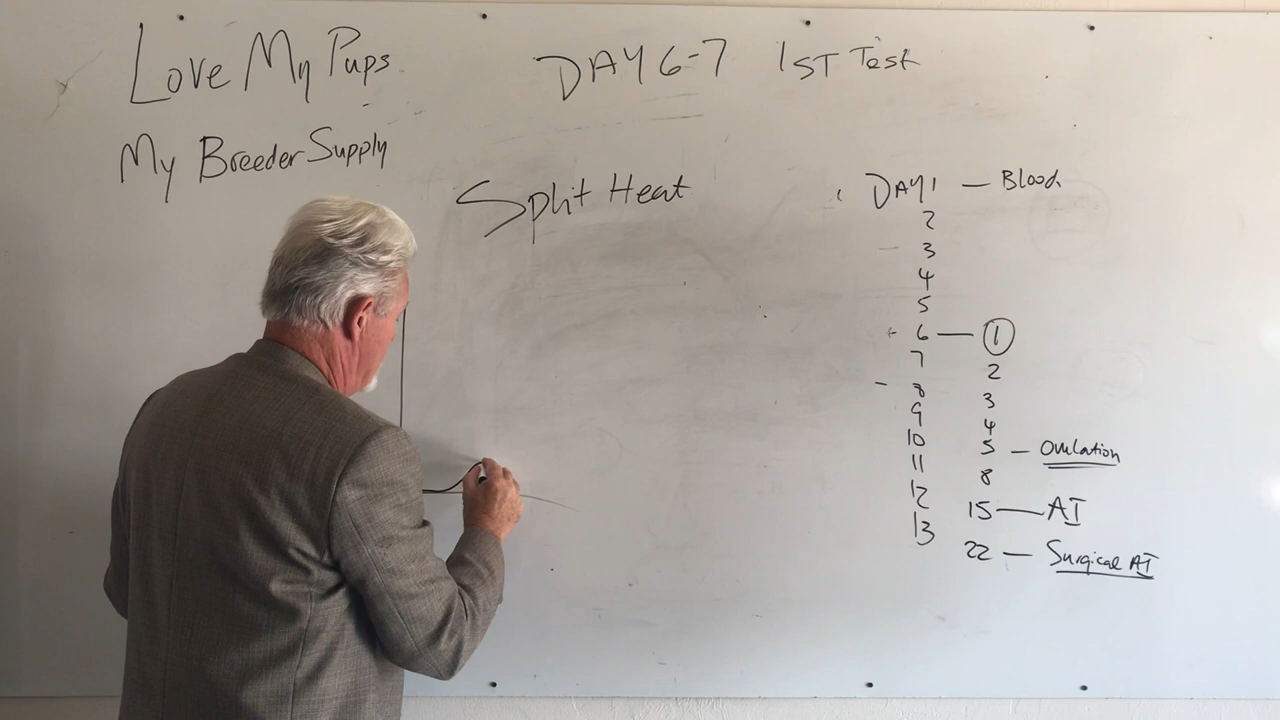 Love My Pups
DAY 6-7 1ST Test
My Breeder Supply
Split Heat
DAY 1 — Blood
2
3
4
5
6 — 1
7 2
8 3
9 4
10 5 — Ovulation
11 8
12 15 — AI
13 22 — Surgical AI